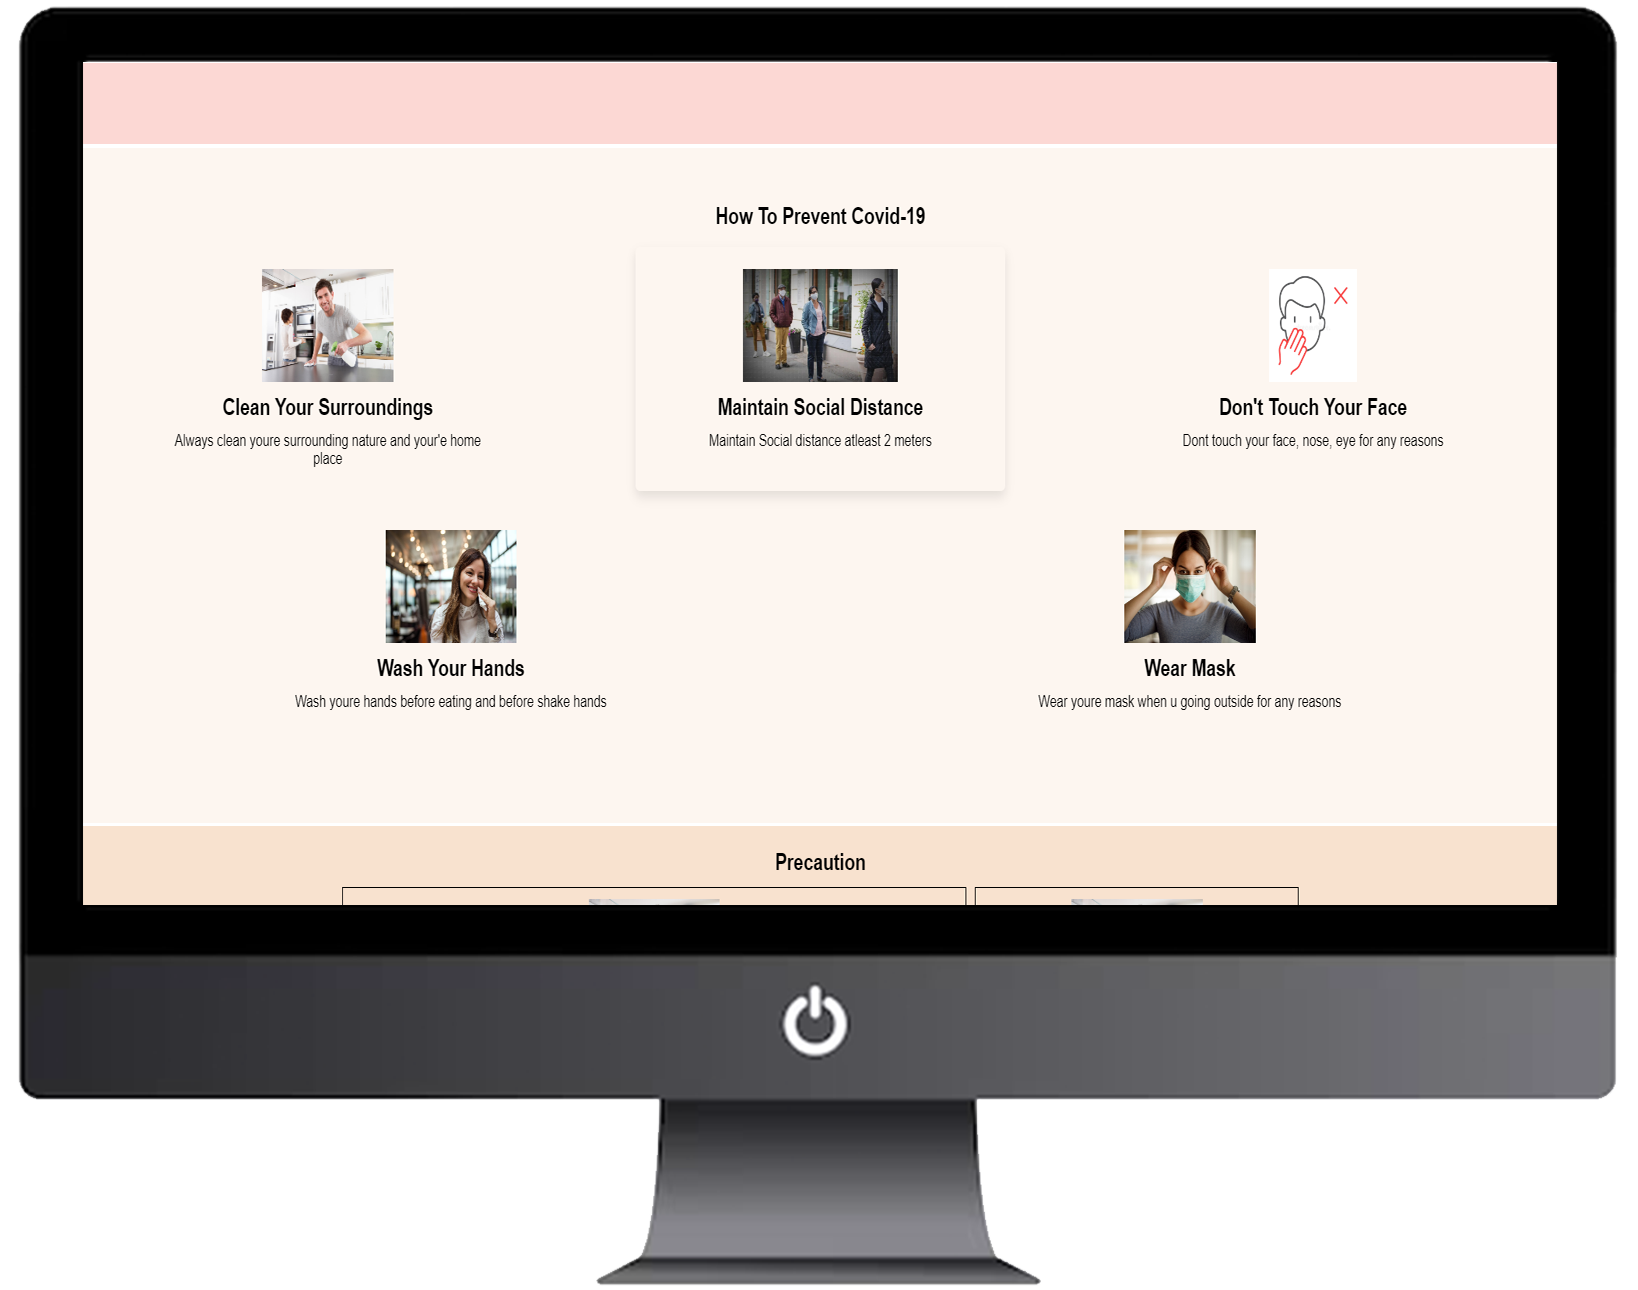 How To Prevent Covid-19
Clean Your Surroundings
Always clean youre surrounding nature and your'e home
place
Maintain Social Distance
Maintain Social distance atleast 2 meters
Don't Touch Your Face
Dont touch your face, nose, eye for any reasons
Wash Your Hands
Wash youre hands before eating and before shake hands
Wear Mask
Wear youre mask when u going outside for any reasons
Precaution